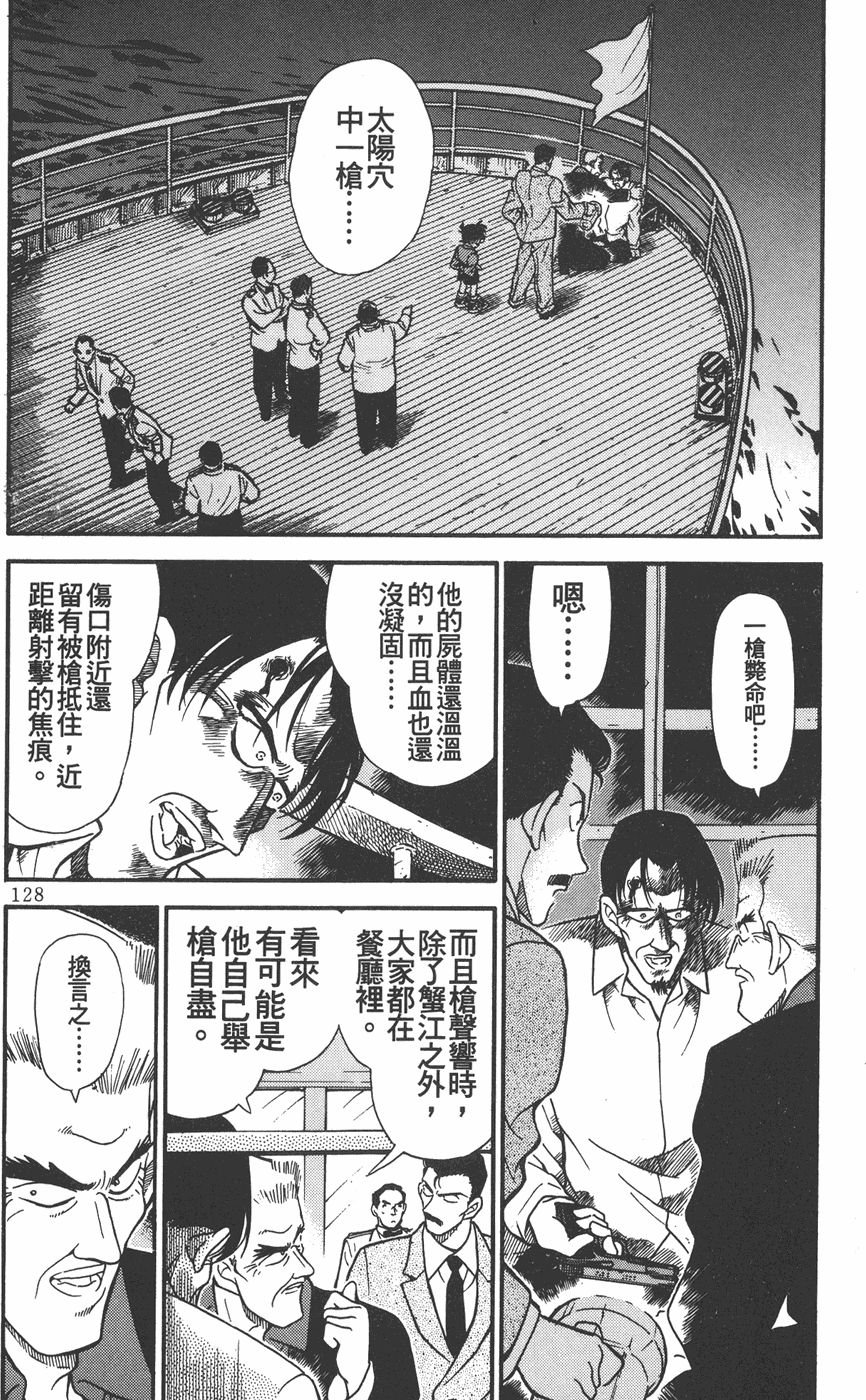 太陽穴
中一槍……
一槍斃命吧……
嗯……
他的屍體還溫溫
的，而且血也還
沒凝固……
傷口附近還
留有被槍抵住，近
距離射擊的焦痕。
而且槍聲響時，
除了蟹江之外，
大家都在
餐廳裡。
看來
有可能是
他自己舉
槍自盡。
換言之……
128